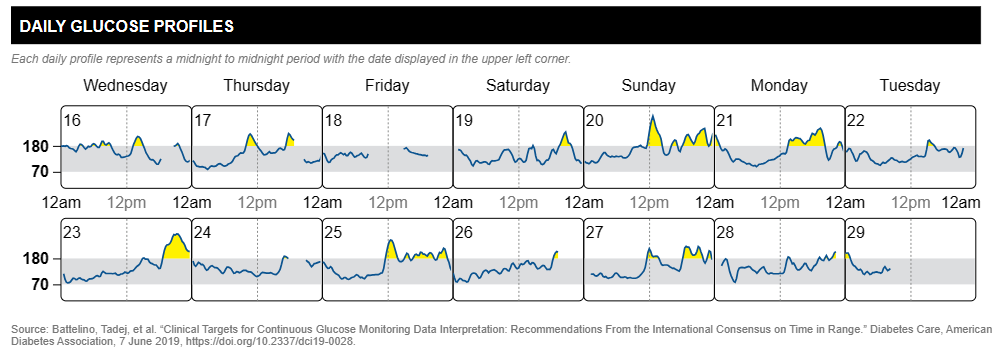 DAILY GLUCOSE PROFILES
Each daily profile represents a midnight to midnight period with the date displayed in the upper left corner.
Wednesday Thursday Friday Saturday Sunday Monday Tuesday
16 17 18 19 20 21 22
180
70
12am 12pm 12am 12pm 12am 12pm 12am 12pm 12am 12pm 12am 12pm 12am 12pm 12am
23 24 25 26 27 28 29
180
70
Source: Battelino, Tadej, et al. “Clinical Targets for Continuous Glucose Monitoring Data Interpretation: Recommendations From the International Consensus on Time in Range.” Diabetes Care, American
Diabetes Association, 7 June 2019, https://doi.org/10.2337/dci19-0028.